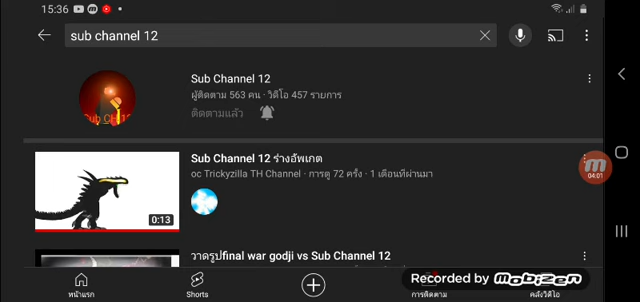 15:36
sub channel 12
Sub Channel 12
ผู้ติดตาม 563 คน · วิดีโอ 457 รายการ
ติดตามแล้ว
Sub CH 12
Sub Channel 12 ร่างอัพเกต
oc Trickyzilla TH Channel · การดู 72 ครั้ง · 1 เดือนที่ผ่านมา
0:13
04:01
วาดรูปfinal war godji vs Sub Channel 12
Recorded by MOBIZEN
หน้าแรก
Shorts
การติดตาม
คลังวิดีโอ